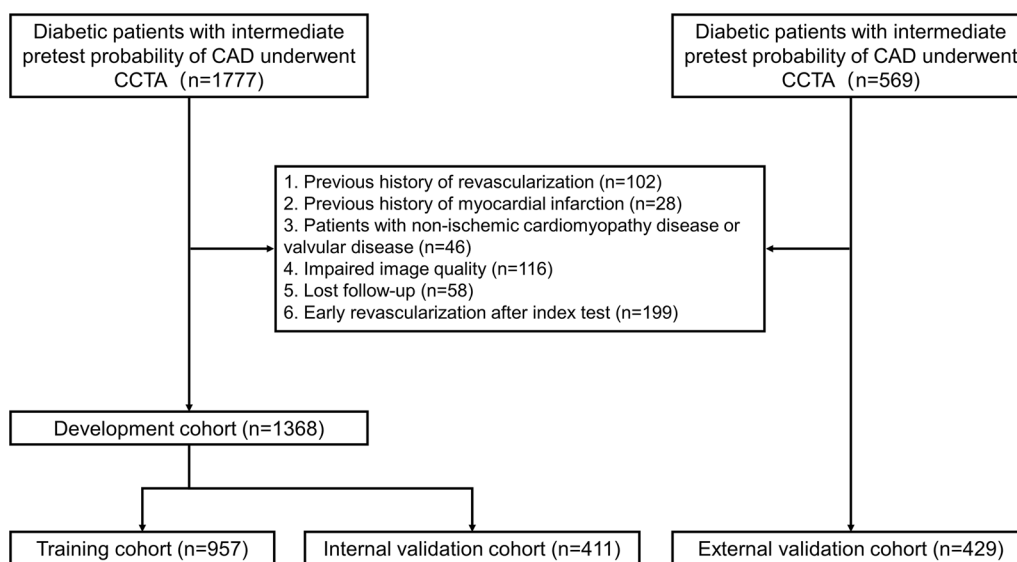 Diabetic patients with intermediate
pretest probability of CAD underwent
CCTA (n=1777)
Diabetic patients with intermediate
pretest probability of CAD underwent
CCTA (n=569)
1. Previous history of revascularization (n=102)
2. Previous history of myocardial infarction (n=28)
3. Patients with non-ischemic cardiomyopathy disease or
valvular disease (n=46)
4. Impaired image quality (n=116)
5. Lost follow-up (n=58)
6. Early revascularization after index test (n=199)
Development cohort (n=1368)
Training cohort (n=957)
Internal validation cohort (n=411)
External validation cohort (n=429)